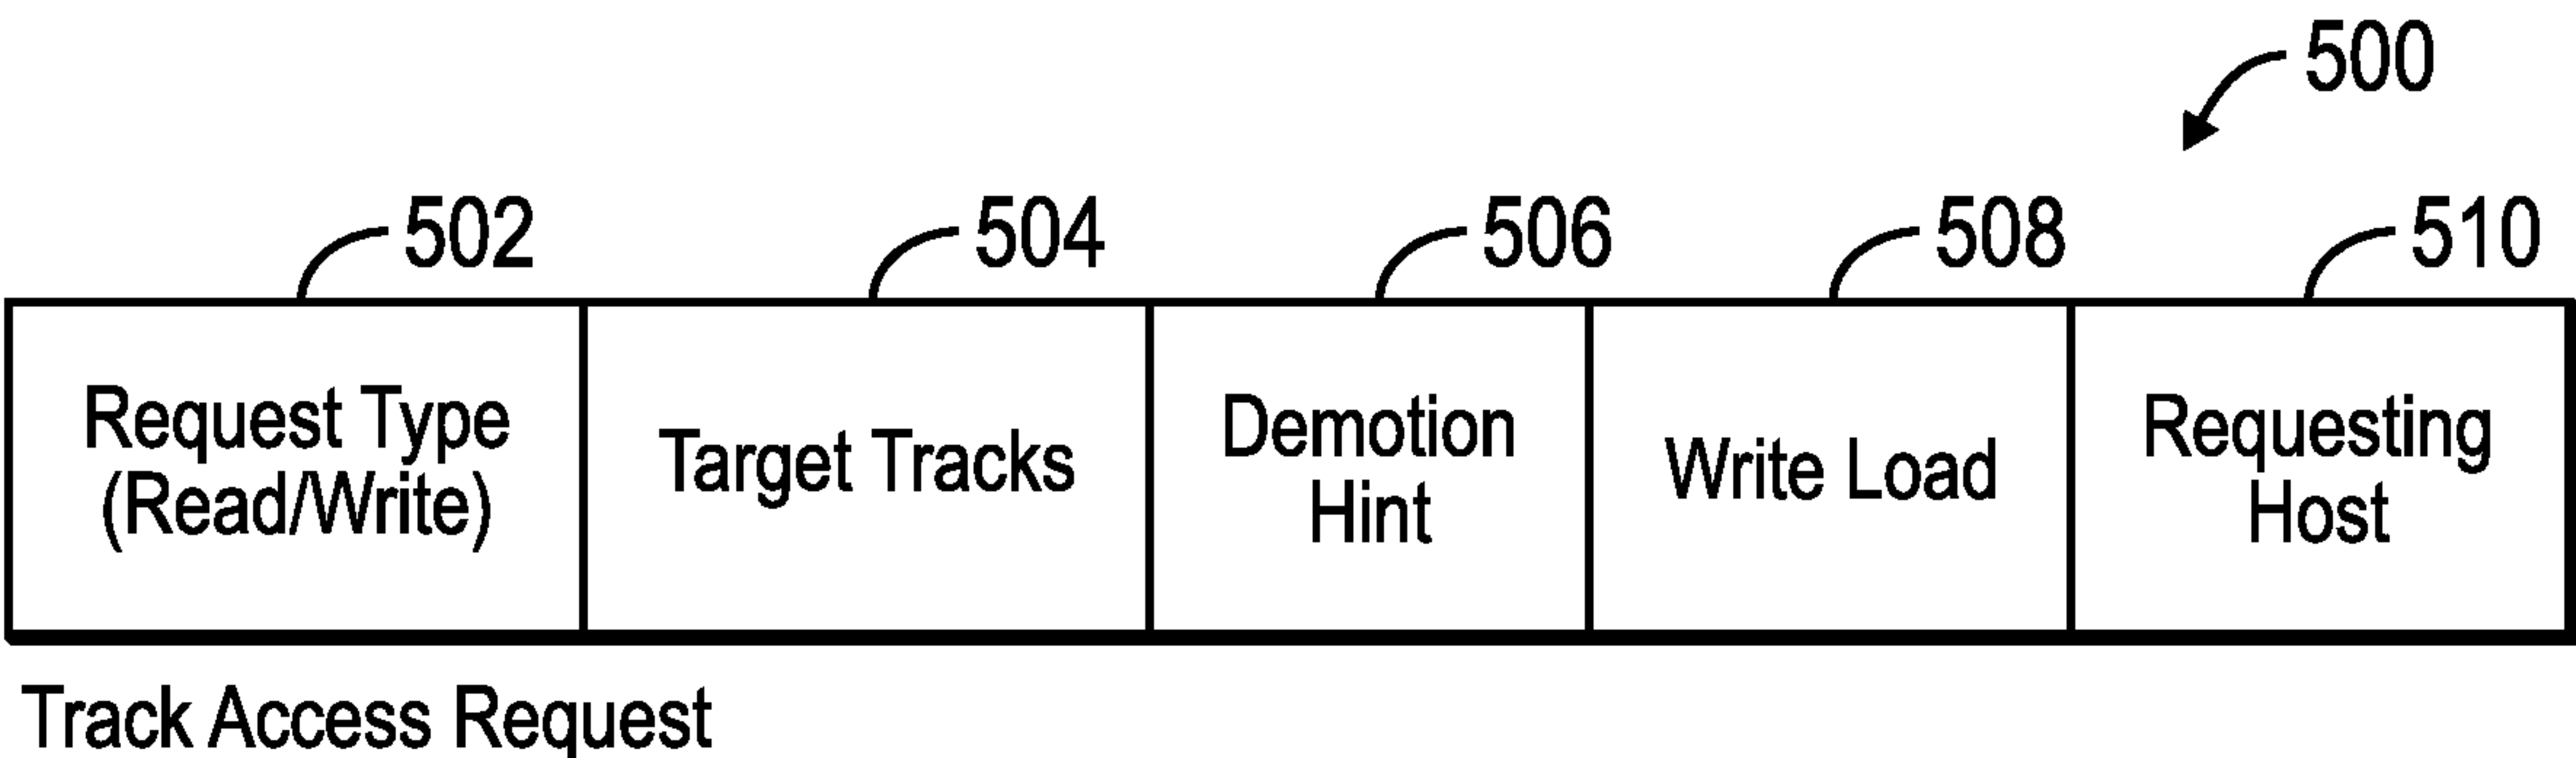 500
502
504
506
508
510
Request Type
(Read/Write)
Target Tracks
Demotion
Hint
Write Load
Requesting
Host
Track Access Request